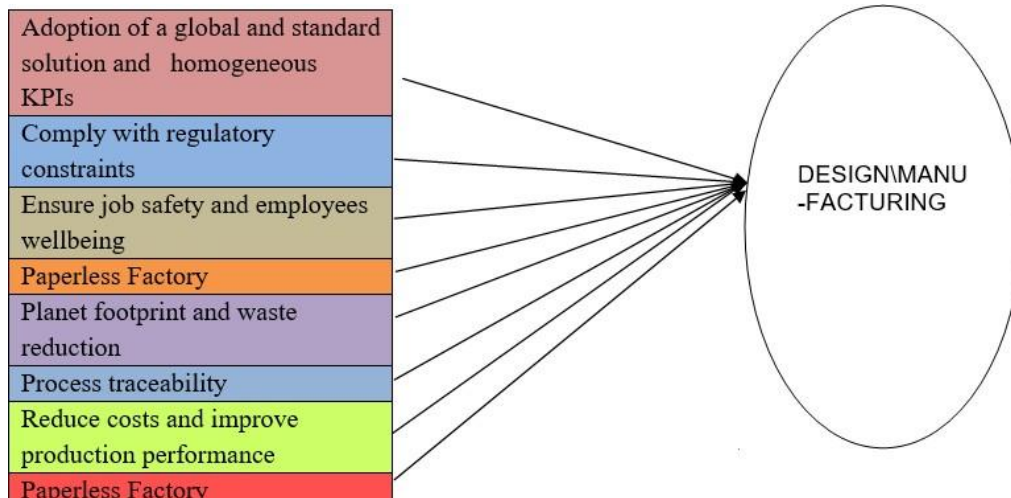 Adoption of a global and standard
solution and homogeneous
KPIs
Comply with regulatory
constraints
Ensure job safety and employees
wellbeing
Paperless Factory
Planet footprint and waste
reduction
Process traceability
Reduce costs and improve
production performance
Paperless Factory
DESIGN\MANU
-FACTURING